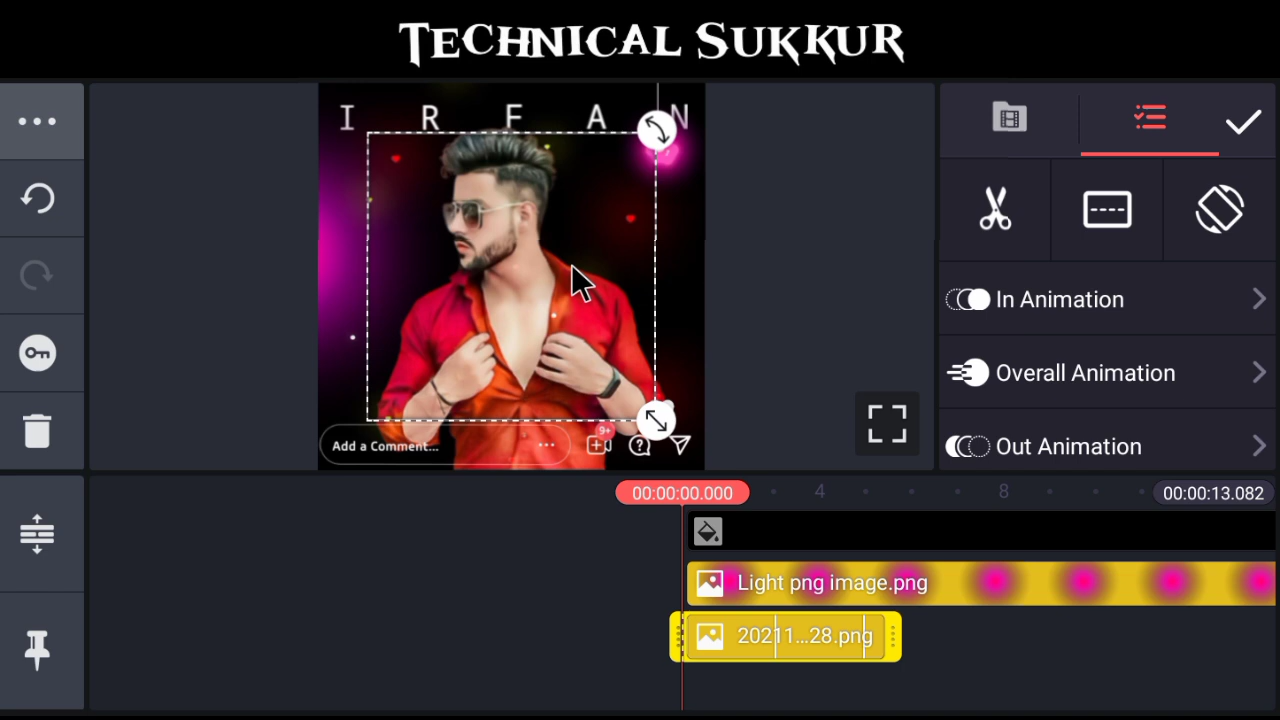 TECHNICAL SUKKUR
I R F A N
Add a Comment...
9+
In Animation
Overall Animation
Out Animation
00:00:00.000
4
8
00:00:13.082
Light png image.png
20211...28.png